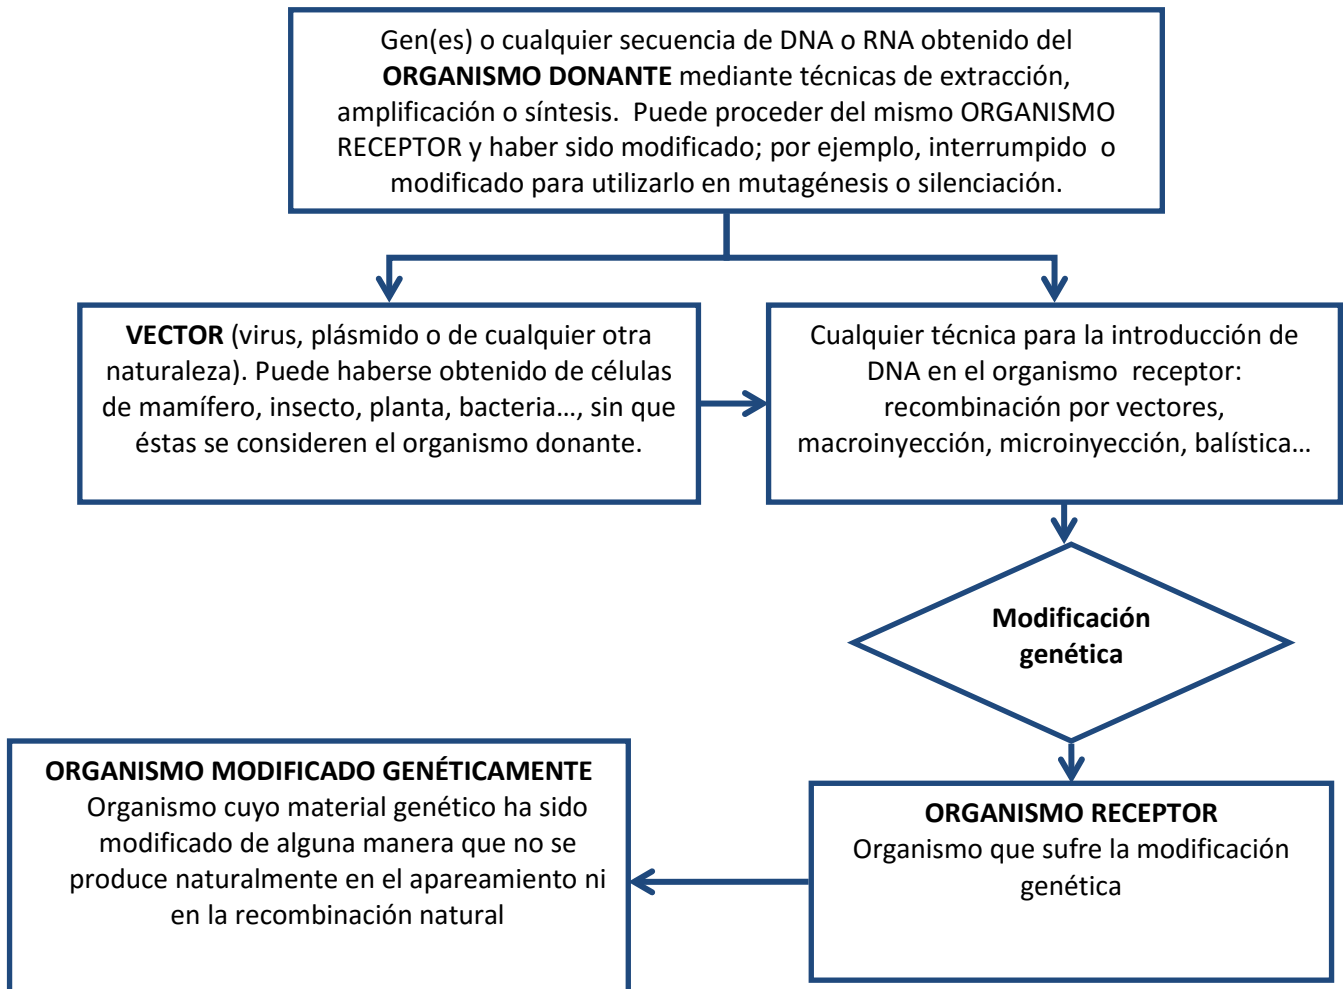 Gen(es) o cualquier secuencia de DNA o RNA obtenido del
ORGANISMO DONANTE mediante técnicas de extracción,
amplificación o síntesis. Puede proceder del mismo ORGANISMO
RECEPTOR y haber sido modificado; por ejemplo, interrumpido o
modificado para utilizarlo en mutagénesis o silenciación.
VECTOR (virus, plásmido o de cualquier otra
naturaleza). Puede haberse obtenido de células
de mamífero, insecto, planta, bacteria…, sin que
éstas se consideren el organismo donante.
Cualquier técnica para la introducción de
DNA en el organismo receptor:
recombinación por vectores,
macroinyección, microinyección, balística…
Modificación
genética
ORGANISMO MODIFICADO GENÉTICAMENTE
Organismo cuyo material genético ha sido
modificado de alguna manera que no se
produce naturalmente en el apareamiento ni
en la recombinación natural
ORGANISMO RECEPTOR
Organismo que sufre la modificación
genética